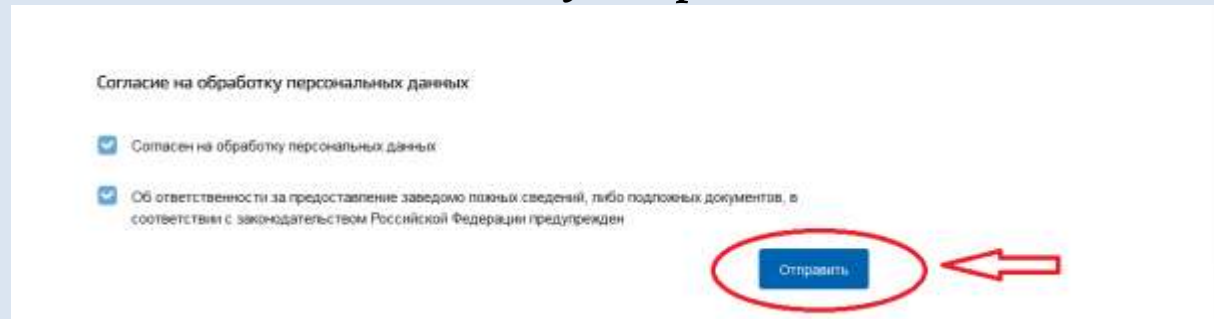 Согласие на обработку персональных данных
Согласен на обработку персональных данных
Об ответственности за предоставление заведомо ложных сведений, либо подложных документов, в
соответствии с законодательством Российской Федерации предупрежден
Отправить